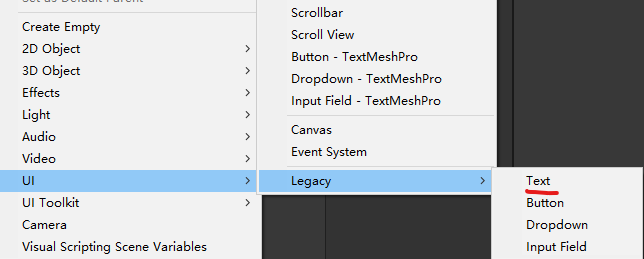 Set as Default Parent
Create Empty
2D Object
3D Object
Effects
Light
Audio
Video
UI
UI Toolkit
Camera
Visual Scripting Scene Variables
Scrollbar
Scroll View
Button - TextMeshPro
Dropdown - TextMeshPro
Input Field - TextMeshPro
Canvas
Event System
Legacy
Text
Button
Dropdown
Input Field